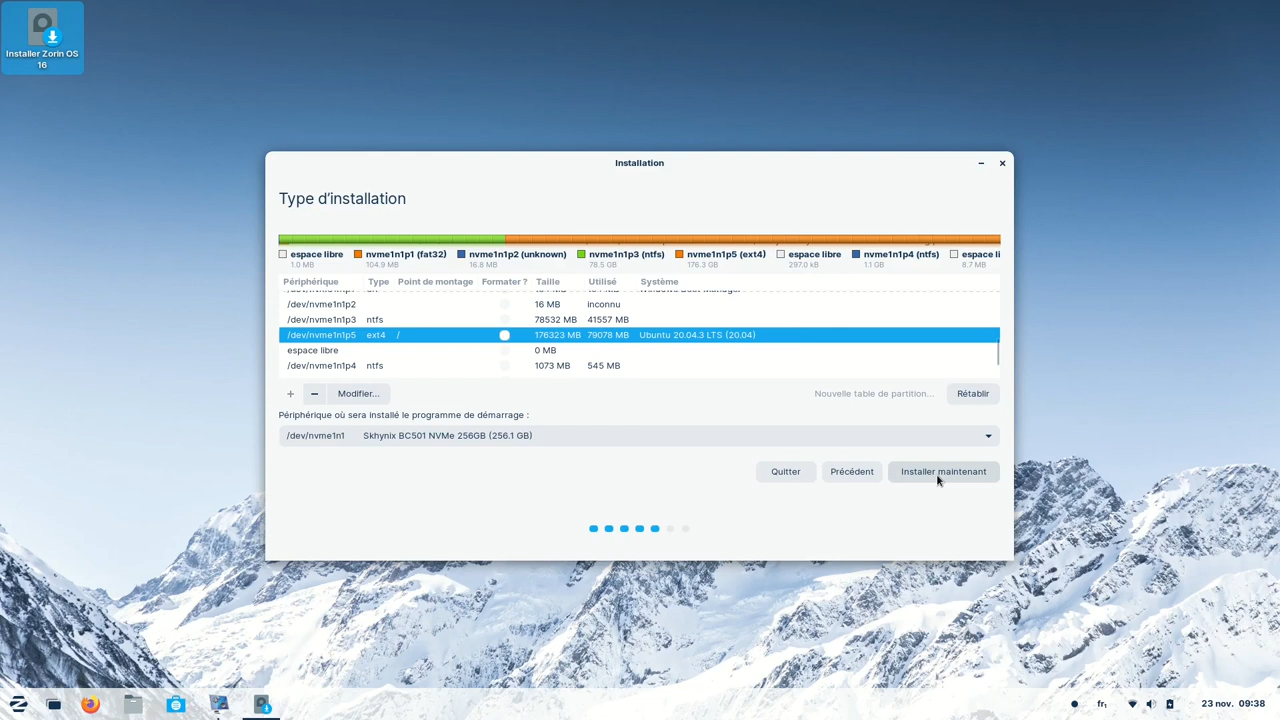 Installer Zorin OS
16
Installation
Type d’installation
espace libre
1.0 MB
nvme1n1p1 (fat32)
104.9 MB
nvme1n1p2 (unknown)
16.8 MB
nvme1n1p3 (ntfs)
78.5 GB
nvme1n1p5 (ext4)
176.3 GB
espace libre
297.0 kB
nvme1n1p4 (ntfs)
1.1 GB
espace li
8.7 MB
Périphérique Type Point de montage Formater ? Taille Utilisé Système
/dev/nvme1n1p2 16 MB inconnu
/dev/nvme1n1p3 ntfs 78532 MB 41557 MB
/dev/nvme1n1p5 ext4 / 176323 MB 79078 MB Ubuntu 20.04.3 LTS (20.04)
espace libre 0 MB
/dev/nvme1n1p4 ntfs 1073 MB 545 MB
+ − Modifier... Nouvelle table de partition... Rétablir
Périphérique où sera installé le programme de démarrage :
/dev/nvme1n1 Skhynix BC501 NVMe 256GB (256.1 GB)
Quitter Précédent Installer maintenant
fr₁ 23 nov. 09:38